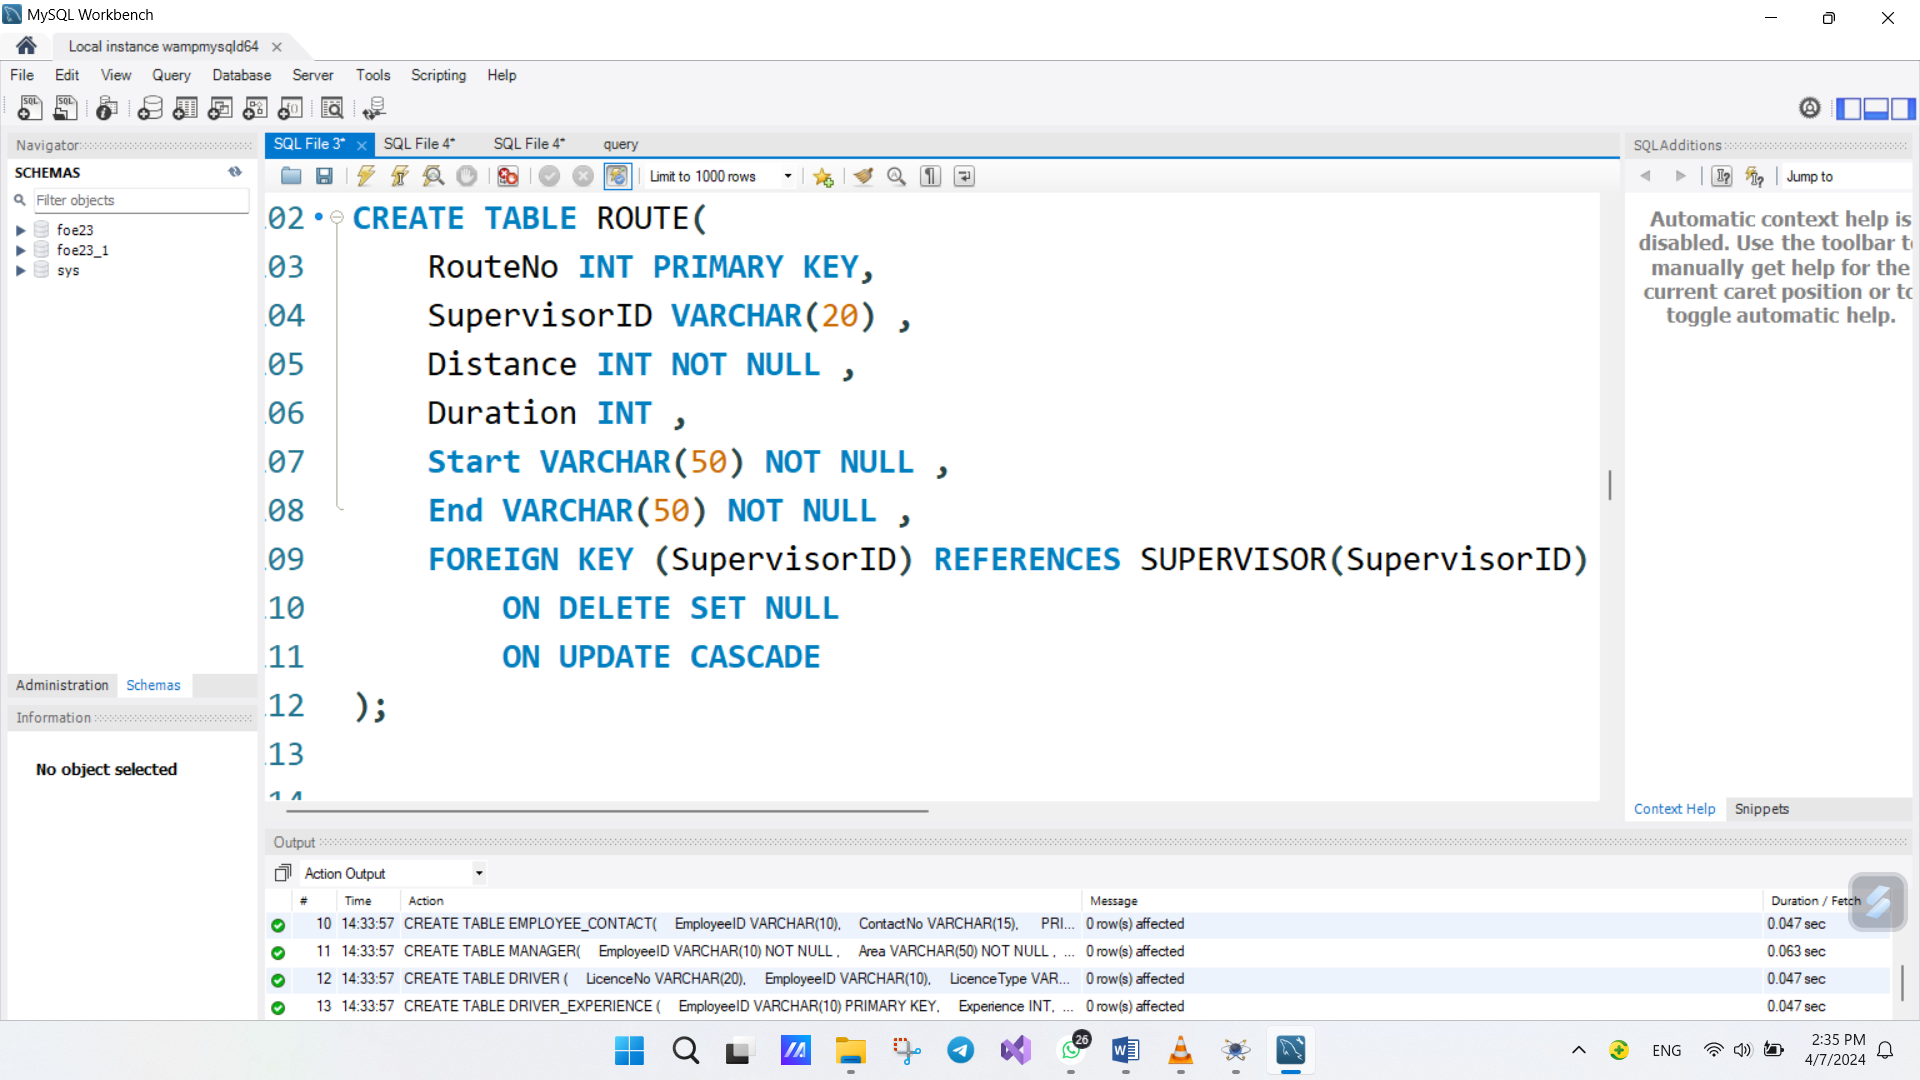 MySQL Workbench
Local instance wampmysqld64
File Edit View Query Database Server Tools Scripting Help
Navigator
SCHEMAS
Filter objects
foe23
foe23_1
sys
Administration Schemas
Information
No object selected
SQL File 3* SQL File 4* SQL File 4* query
Limit to 1000 rows
02 CREATE TABLE ROUTE(
03 RouteNo INT PRIMARY KEY,
04 SupervisorID VARCHAR(20) ,
05 Distance INT NOT NULL ,
06 Duration INT ,
07 Start VARCHAR(50) NOT NULL ,
08 End VARCHAR(50) NOT NULL ,
09 FOREIGN KEY (SupervisorID) REFERENCES SUPERVISOR(SupervisorID)
10 ON DELETE SET NULL
11 ON UPDATE CASCADE
12 );
13
14
SQLAdditions
Jump to
Automatic context help is
disabled. Use the toolbar to
manually get help for the
current caret position or to
toggle automatic help.
Context Help Snippets
Output
Action Output
# Time Action Message Duration / Fetch
10 14:33:57 CREATE TABLE EMPLOYEE_CONTACT( EmployeeID VARCHAR(10), ContactNo VARCHAR(15), PRI... 0 row(s) affected 0.047 sec
11 14:33:57 CREATE TABLE MANAGER( EmployeeID VARCHAR(10) NOT NULL , Area VARCHAR(50) NOT NULL , ... 0 row(s) affected 0.063 sec
12 14:33:57 CREATE TABLE DRIVER ( LicenceNo VARCHAR(20), EmployeeID VARCHAR(10), LicenceType VAR... 0 row(s) affected 0.047 sec
13 14:33:57 CREATE TABLE DRIVER_EXPERIENCE ( EmployeeID VARCHAR(10) PRIMARY KEY, Experience INT, ... 0 row(s) affected 0.047 sec
26
ENG
2:35 PM
4/7/2024